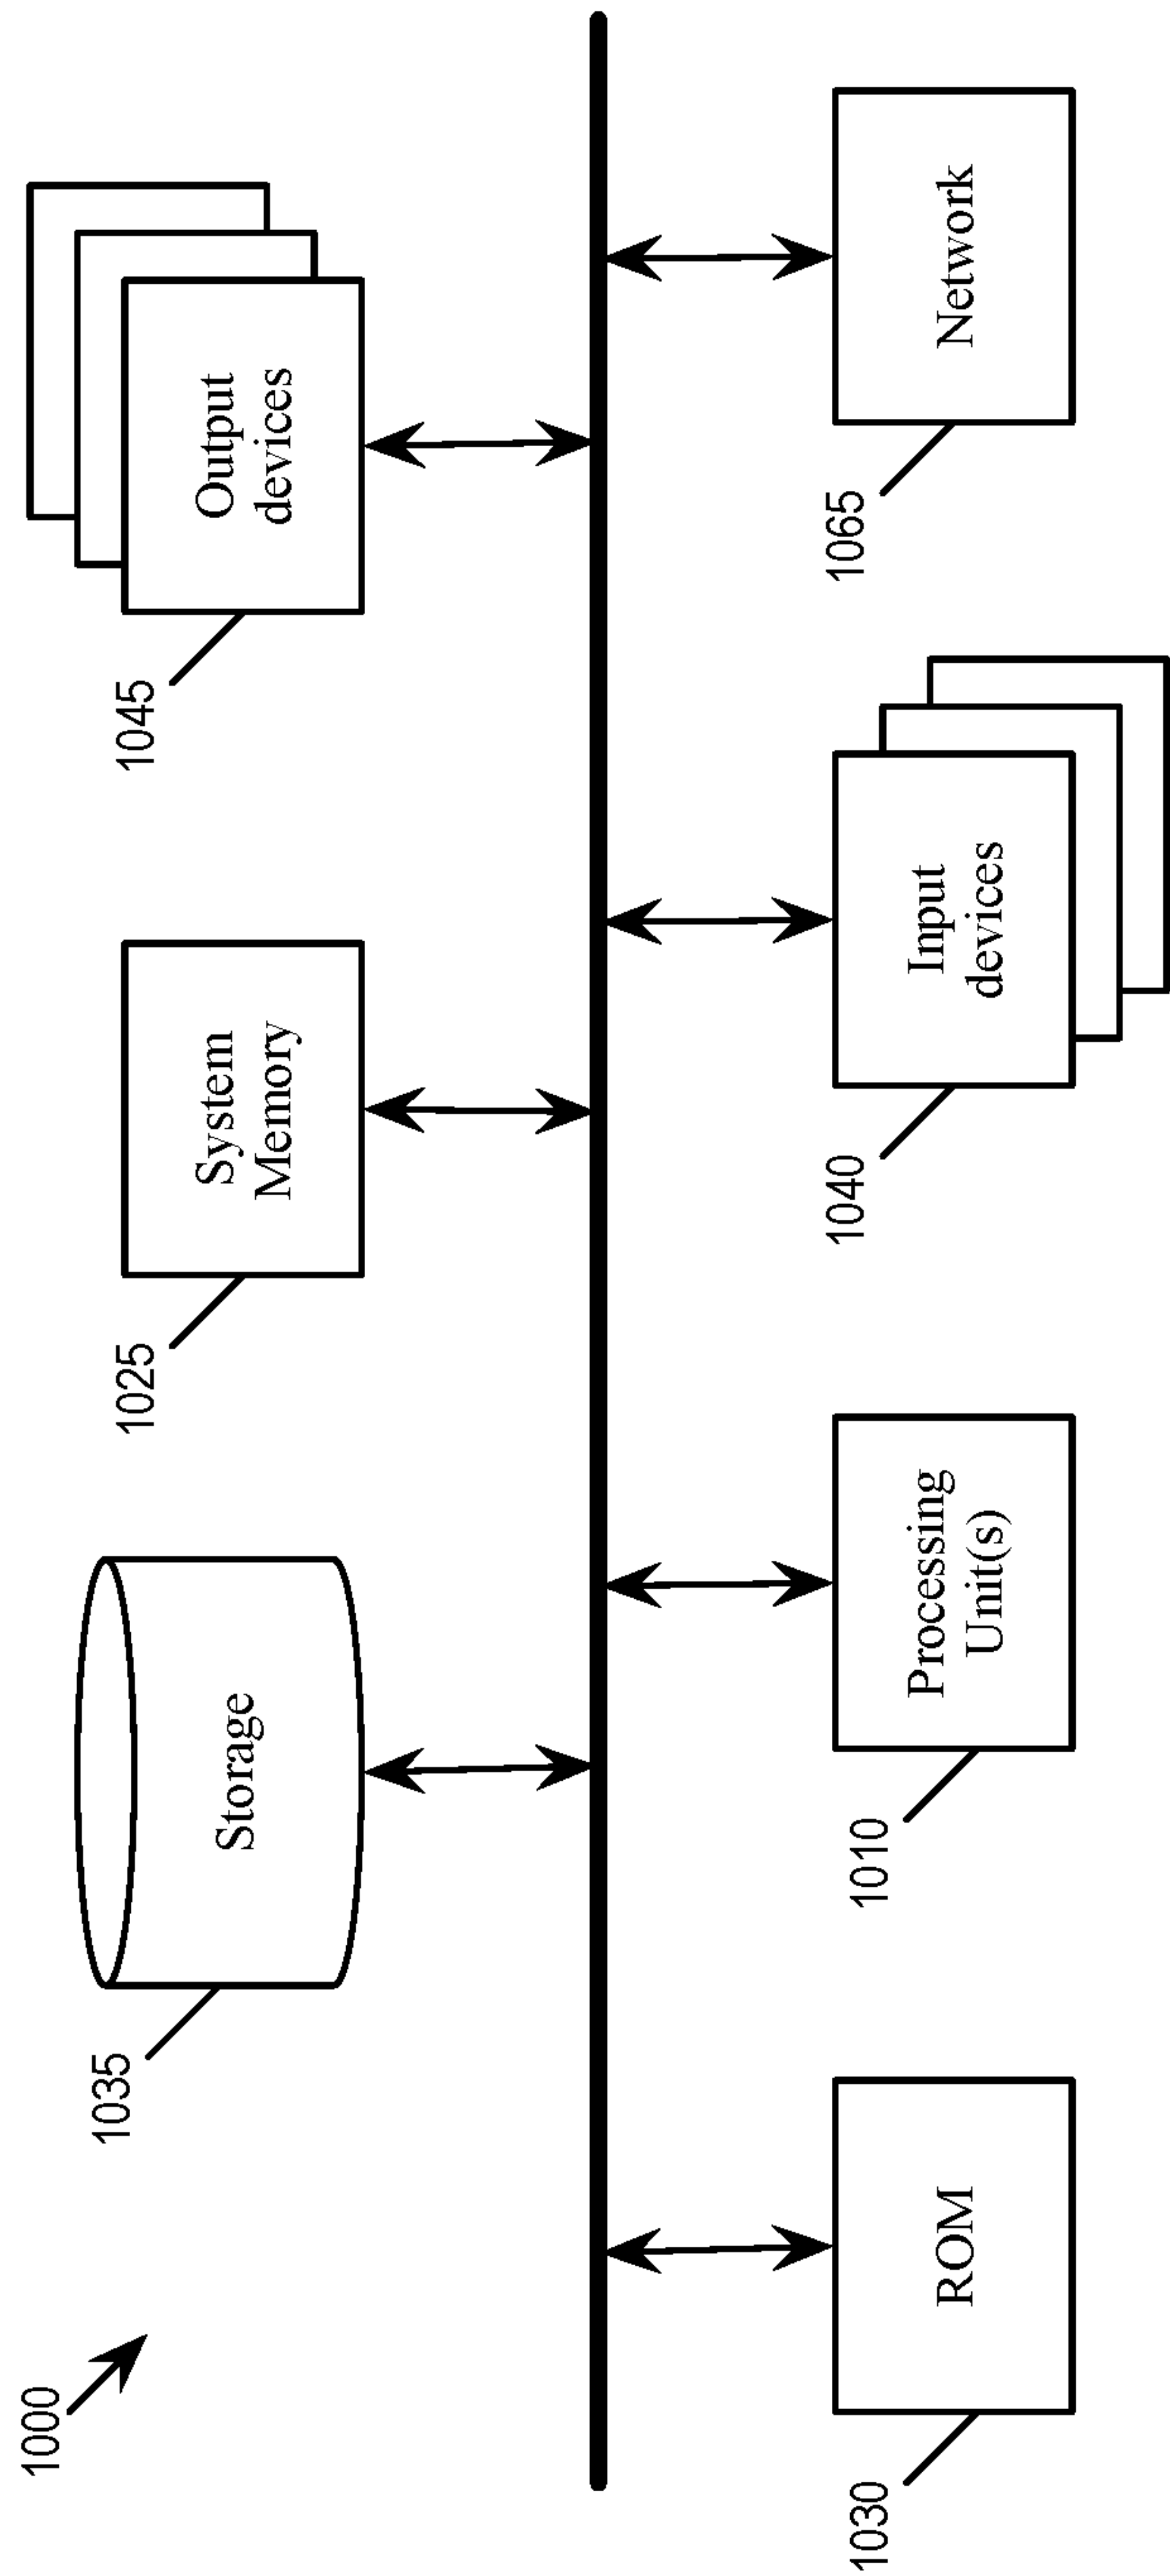 1000
1035
Storage
1025
System
Memory
1045
Output
devices
1030
ROM
1010
Processing
Unit(s)
1040
Input
devices
1065
Network